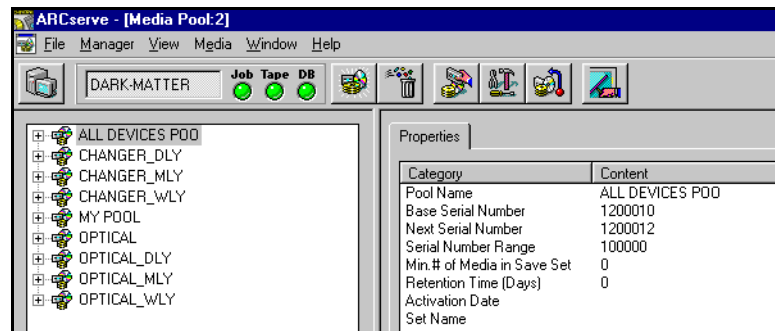 ARCserve - [Media Pool:2]
File Manager View Media Window Help
DARK-MATTER Job Tape DB
ALL DEVICES POO
CHANGER_DLY
CHANGER_MLY
CHANGER_WLY
MY POOL
OPTICAL
OPTICAL_DLY
OPTICAL_MLY
OPTICAL_WLY
Properties
Category Content
Pool Name ALL DEVICES POO
Base Serial Number 1200010
Next Serial Number 1200012
Serial Number Range 100000
Min.# of Media in Save Set 0
Retention Time (Days) 0
Activation Date
Set Name